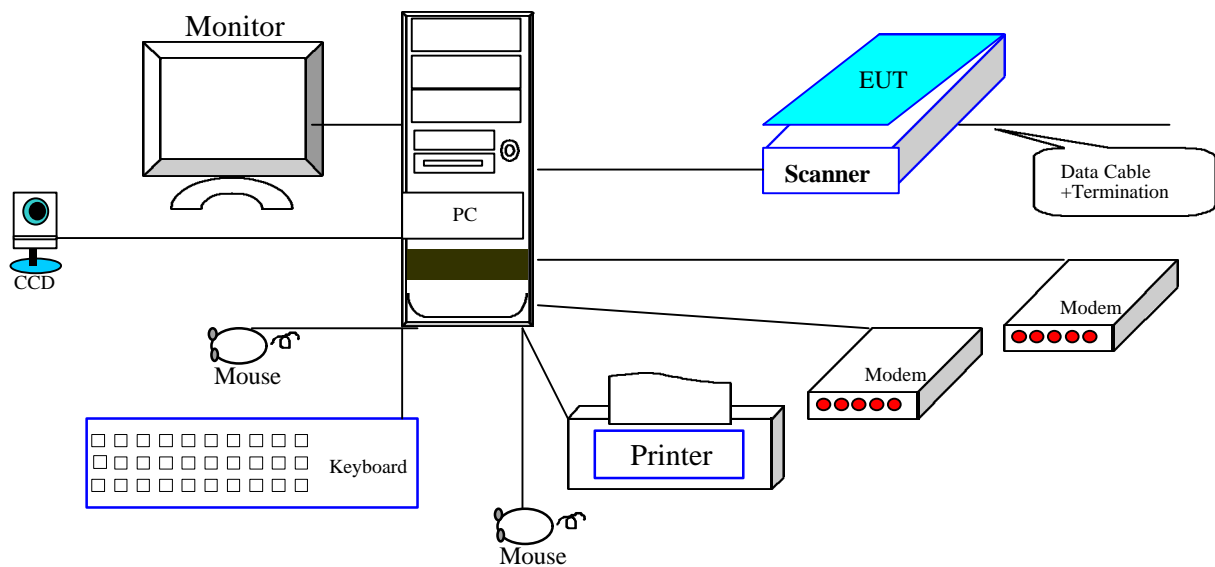 Monitor
EUT
Scanner
Data Cable
+Termination
PC
CCD
Modem
Mouse
Modem
Keyboard
Printer
Mouse